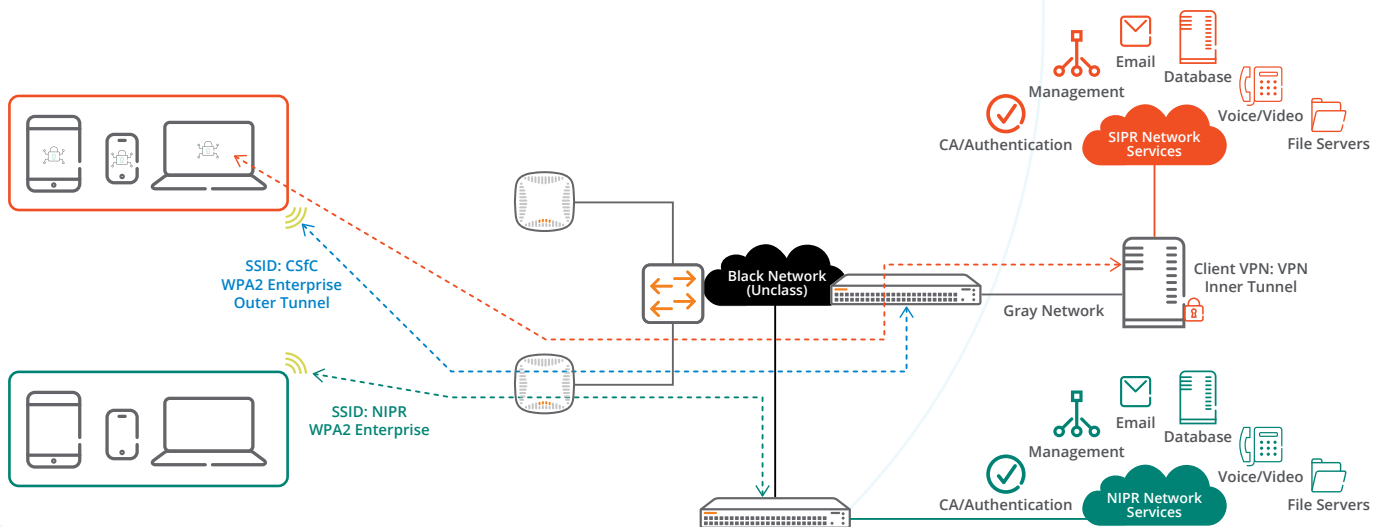 Management
Email
Database
Voice/Video
CA/Authentication
File Servers
SIPR Network
Services
SSID: CSfC
WPA2 Enterprise
Outer Tunnel
Black Network
(Unclass)
Gray Network
Client VPN: VPN
Inner Tunnel
SSID: NIPR
WPA2 Enterprise
Management
Email
Database
Voice/Video
CA/Authentication
File Servers
NIPR Network
Services